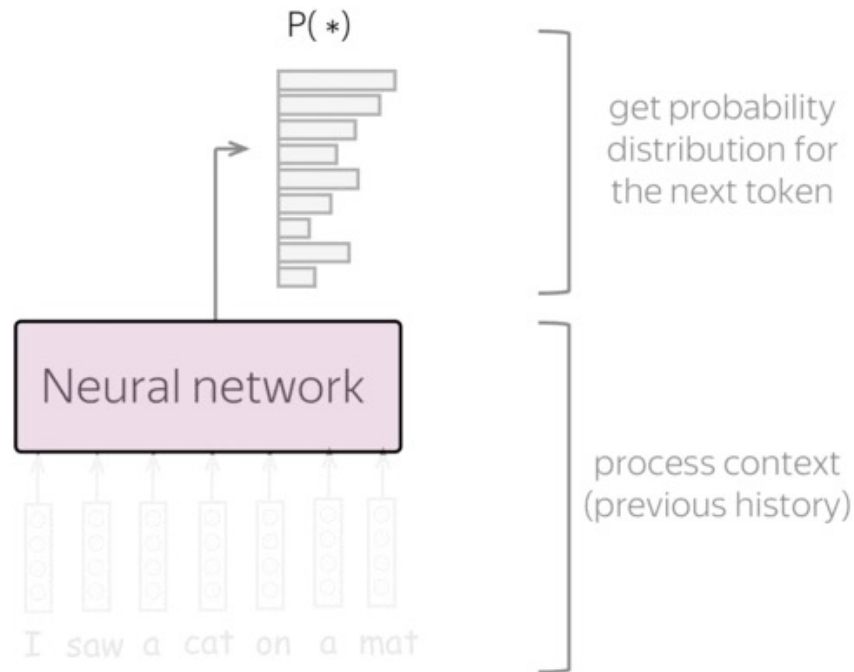 P( * )
get probability
distribution for
the next token
Neural network
process context
(previous history)
I saw a cat on a mat